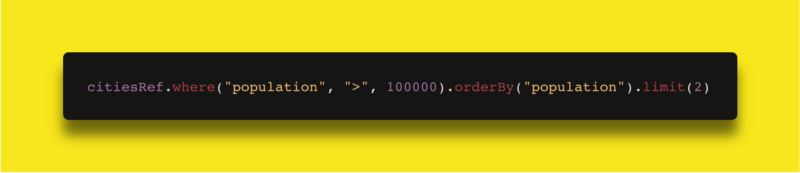 citiesRef.where("population", ">", 100000).orderBy("population").limit(2)